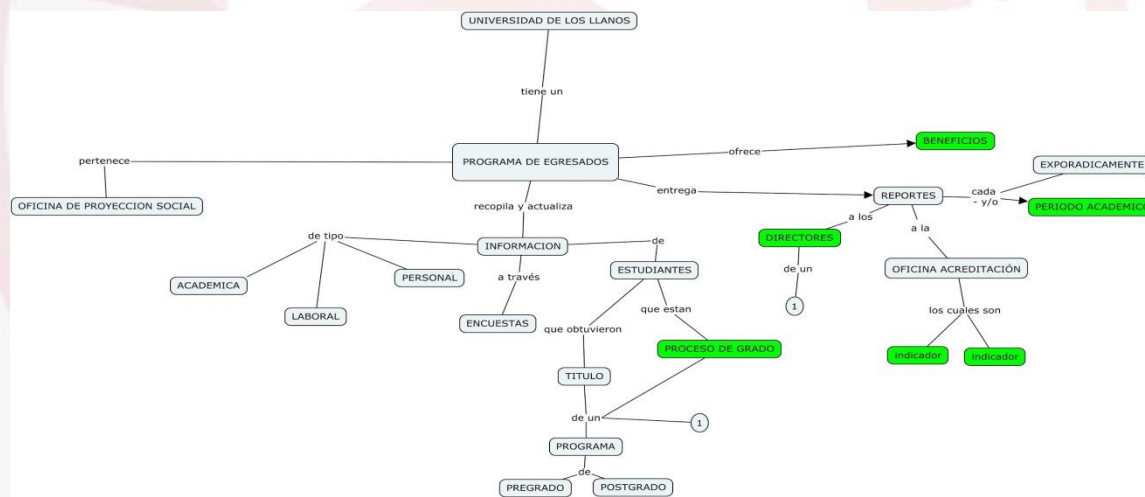 UNIVERSIDAD DE LOS LLANOS
tiene un
PROGRAMA DE EGRESADOS
pertenece
OFICINA DE PROYECCION SOCIAL
ofrece
BENEFICIOS
entrega
REPORTES
cada
- y/o
EXPORADICAMENTE
PERIODO ACADEMICO
recopila y actualiza
INFORMACION
de tipo
ACADEMICA
LABORAL
PERSONAL
a través
ENCUESTAS
de
ESTUDIANTES
que obtuvieron
que estan
TITULO
PROCESO DE GRADO
de un
1
PROGRAMA
de
PREGRADO
POSTGRADO
a los
DIRECTORES
de un
1
a la
OFICINA ACREDITACIÓN
los cuales son
indicador
indicador